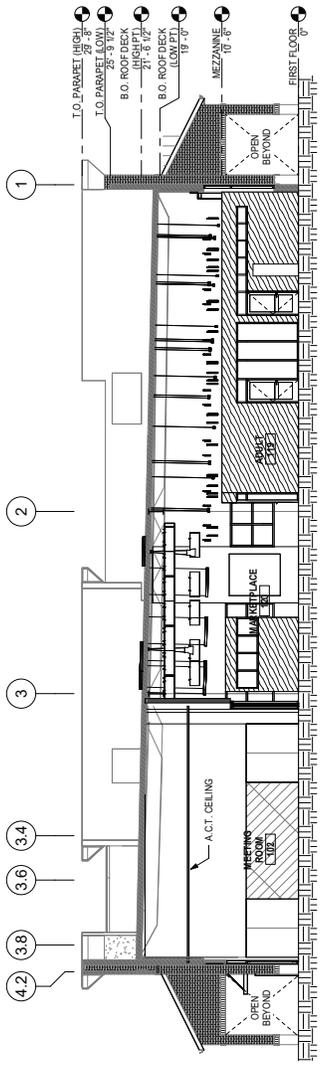 4.2
3.8
3.6
3.4
3
2
1
T.O. PARAPET (HIGH)
29' - 8"
T.O. PARAPET (LOW)
25' - 9 1/2"
B.O. ROOF DECK
(HIGH PT)
21' - 6 1/2"
B.O. ROOF DECK
(LOW PT)
19' - 0"
MEZZANINE
10' - 6"
FIRST FLOOR
0"
A.C.T. CEILING
OPEN
BEYOND
MEETING
ROOM
102
MARKETPLACE
120
ADULT
119
OPEN
BEYOND